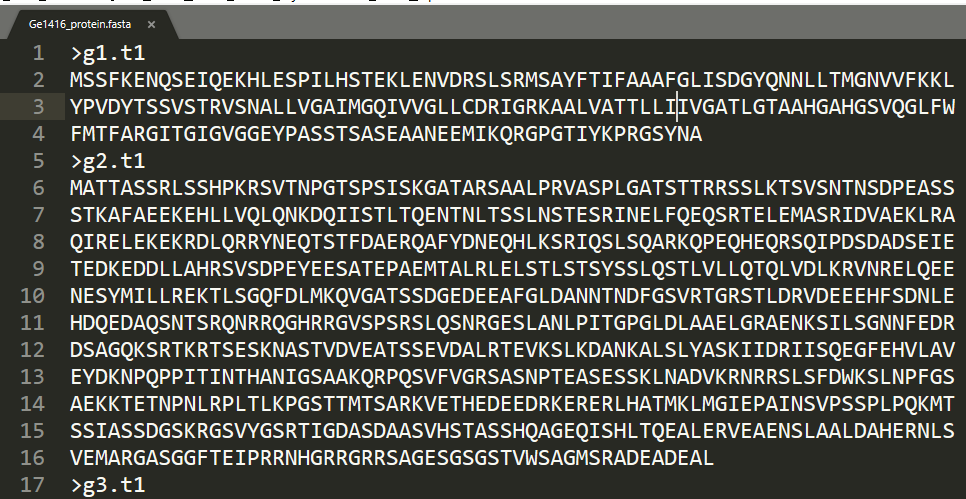 Ge1416_protein.fasta ×
1 >g1.t1
2 MSSFKENQSEIQEKHLESPILHSTEKLENVDRSLSRMSAYFTIFAAAFGLISDGYQNNLLTMGNVVFKKL
3 YPVDYTSSVSTRVSNALLVGAIMGQIVVGLLCDRIGRKAALVATTLLIIVGATLGTAAHGAHGSVQGLFW
4 FMTFARGITGIGVGGEYPASSTSASEAANEEMIKQRGPGTIYKPRGSYNA
5 >g2.t1
6 MATTASSRLSSHPKRSVTNPGTSPSISKGATARSAALPRVASPLGATSTTRRSSLKTSVSNTNSDPEASS
7 STKAFAEEKEHLLVQLQNKDQIISTLTQENTNLTSSLNSTESRINELFQEQSRTELEMASRIDVAEKLRA
8 QIRELEKEKRDLQRRYNEQTSTFDAERQAFYDNEQHLKSRIQSLSQARKQPEQHEQRSQIPDSDADSEIE
9 TEDKEDDLLAHRSVSDPEYEESATEPAEMTALRLELSTLSTSYSSLQSTLVLLQTQLVDLKRVNRELQEE
10 NESYMILLREKTLSGQFDLMKQVGATSSDGEDEEAFGLDANNTNDFGSVRTGRSTLDRVDEEEHFSDNLE
11 HDQEDAQSNTSRQNRRQGHRRGVSPSRSLQSNRGESLANLPITGPGLDLAAELGRAENKSILSGNNFEDR
12 DSAGQKSRTKRTSESKNASTVDVEATSSEVDALRTEVKSLKDANKALSLYASKIIDRIISQEGFEHVLAV
13 EYDKNPQPPITINTHANIGSAAKQRPQSVFVGRSASNPTEASESSKLNADVKRNRRSLSFDWKSLNPFGS
14 AEKKTETNPNLRPLTLKPGSTTMTSARKVETHEDEEDRKERERLHATMKLMGIEPAINSVPSSPLPQKMT
15 SSIASSDGSKRGSVYGSRTIGDASDAASVHSTASSHQAGEQISHLTQEALERVEAENSLAALDAHERNLS
16 VEMARGASGGFTEIPRRNHGRRGRRSAGESGSGSTVWSAGMSRADEADEAL
17 >g3.t1